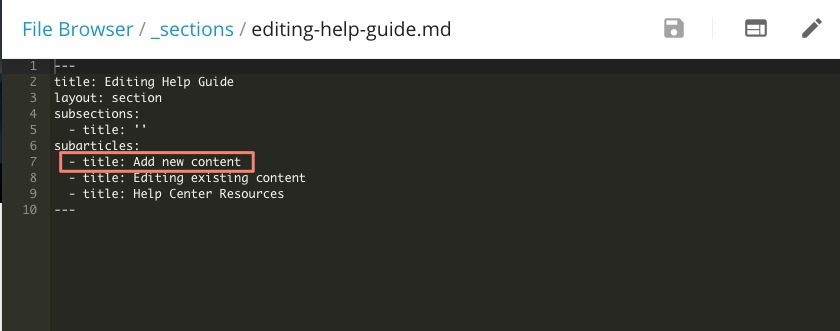 File Browser / _sections / editing-help-guide.md
1 ---
2 title: Editing Help Guide
3 layout: section
4 subsections:
5   - title: ''
6 subarticles:
7   - title: Add new content
8   - title: Editing existing content
9   - title: Help Center Resources
10 ---